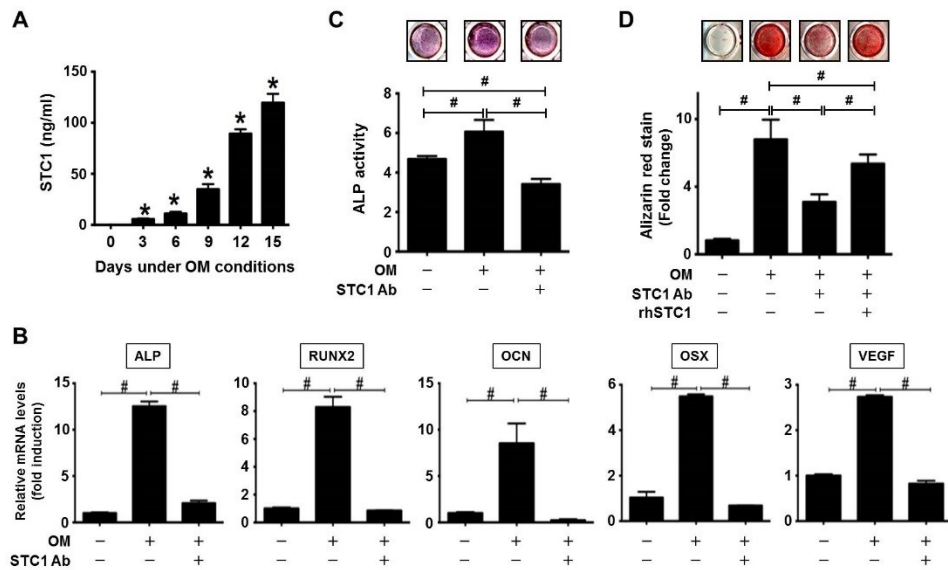 A
STC1 (ng/ml)
150
100
50
0
* * * * *
0 3 6 9 12 15
Days under OM conditions
C
ALP activity
8
6
4
2
0
#
# #
OM – + +
STC1 Ab – – +
D
Alizarin red stain
(Fold change)
10
4
0
#
# # #
OM – + + +
STC1 Ab – – + +
rhSTC1 – – – +
B
Relative mRNA levels
(fold induction)
ALP
15
10
5
0
# #
RUNX2
10
8
6
4
2
0
# #
OCN
15
10
5
0
# #
OSX
6
4
2
0
# #
VEGF
3
2
1
0
# #
OM – + + – + + – + + – + + – + +
STC1 Ab – – + – – + – – + – – + – – +